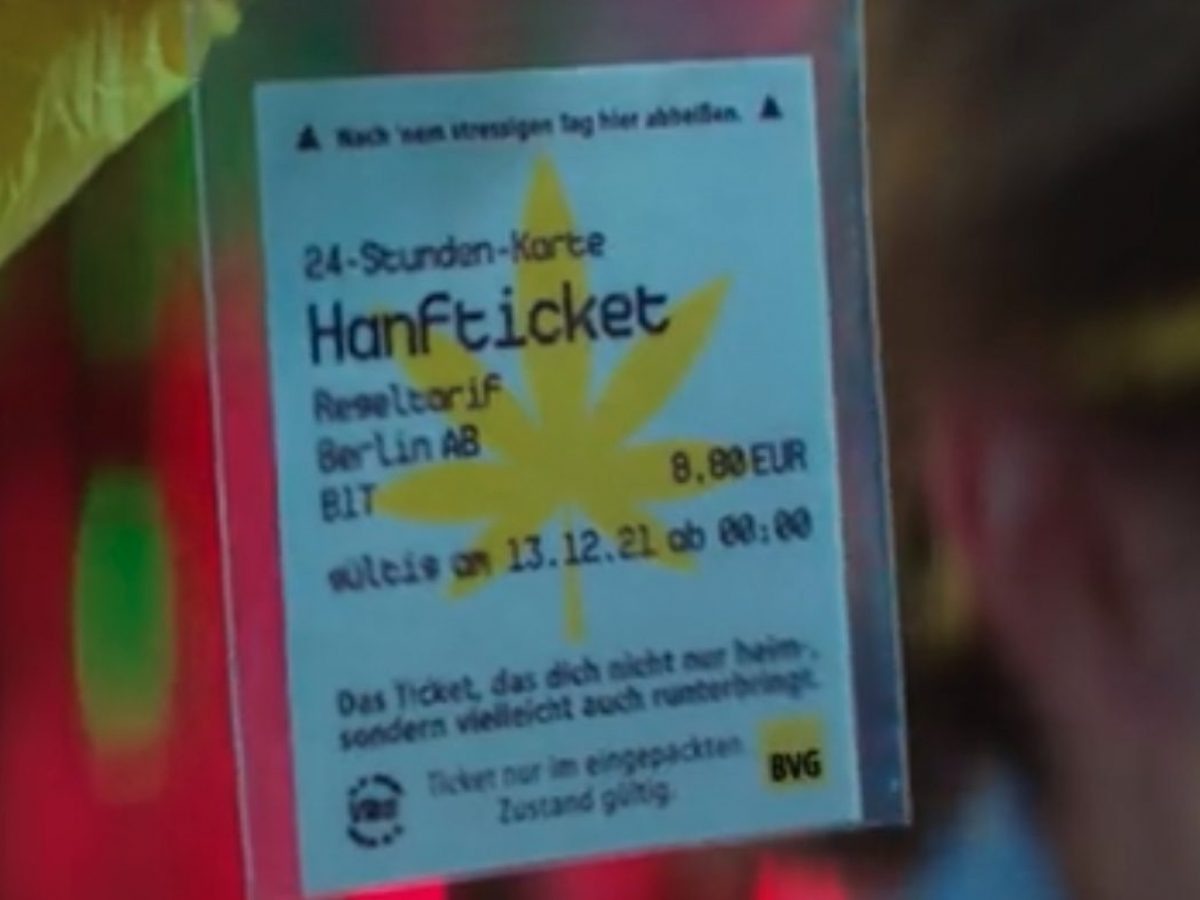 Nach 'nem stressigen Tag hier abbeißen.
24-Stunden-Karte
Hanfticket
Regeltarif
Berlin AB
B1T
8,80 EUR
gültig am 13.12.21 ab 00:00
Das Ticket, das dich nicht nur heim-,
sondern vielleicht auch runterbringt.
Ticket nur im eingepackten
Zustand gültig.
VBB
BVG